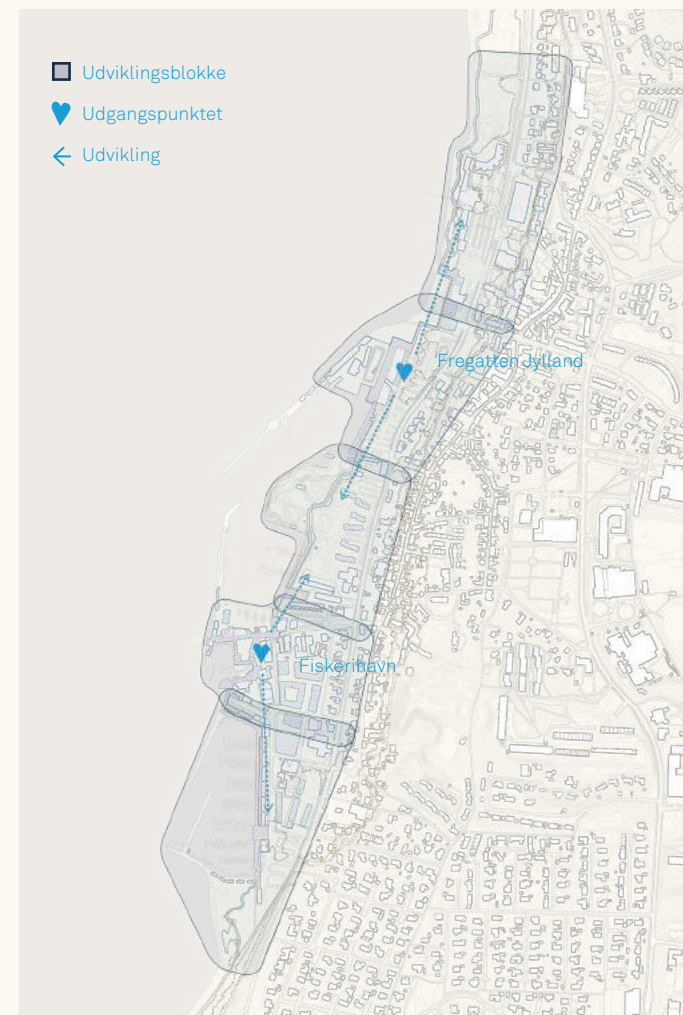 Udviklingsblokke
Udgangspunktet
Udvikling
Fregatten Jylland
Fiskerihavn